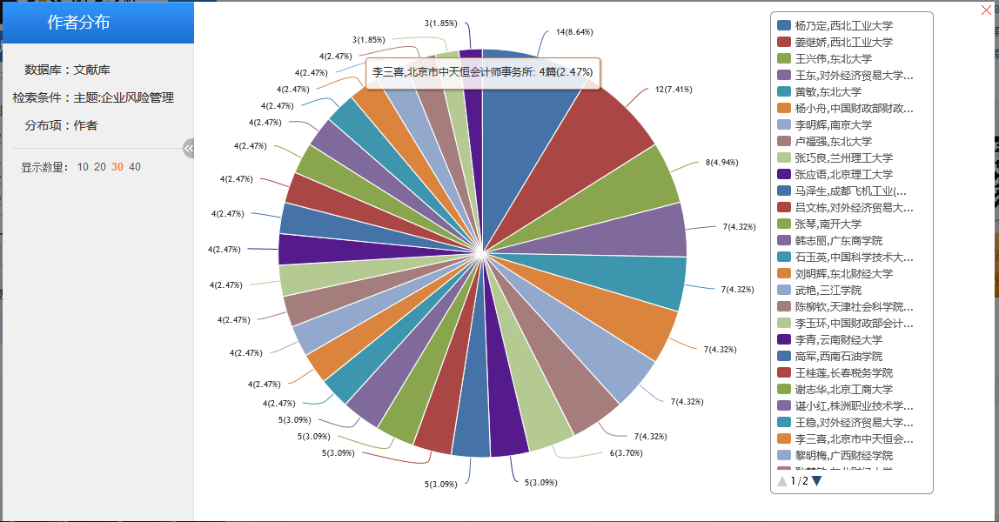 作者分布
数据库：文献库
检索条件：主题:企业风险管理
分布项：作者
显示数量： 10 20 30 40
3(1.85%)
14(8.64%)
3(1.85%)
4(2.47%)
李三喜,北京市中天恒会计师事务所: 4篇(2.47%)
4(2.47%)
4(2.47%)
12(7.41%)
4(2.47%)
4(2.47%)
4(2.47%)
8(4.94%)
4(2.47%)
4(2.47%)
7(4.32%)
4(2.47%)
4(2.47%)
7(4.32%)
4(2.47%)
4(2.47%)
7(4.32%)
4(2.47%)
4(2.47%)
7(4.32%)
5(3.09%)
5(3.09%)
7(4.32%)
5(3.09%)
6(3.70%)
5(3.09%)
5(3.09%)
杨乃定,西北工业大学
姜继娇,西北工业大学
王兴伟,东北大学
王东,对外经济贸易大学...
黄敏,东北大学
杨小舟,中国财政部财政...
李明辉,南京大学
卢福强,东北大学
张巧良,兰州理工大学
张应语,北京理工大学
马泽生,成都飞机工业(...
吕文栋,对外经济贸易大...
张琴,南开大学
韩志丽,广东商学院
石玉英,中国科学技术大...
刘明辉,东北财经大学
武艳,三江学院
陈柳钦,天津社会科学院...
李玉环,中国财政部会计...
李青,云南财经大学
高军,西南石油学院
王桂莲,长春税务学院
谢志华,北京工商大学
谌小红,株洲职业技术学...
王稳,对外经济贸易大学...
李三喜,北京市中天恒会...
黎明梅,广西财经学院
1/2